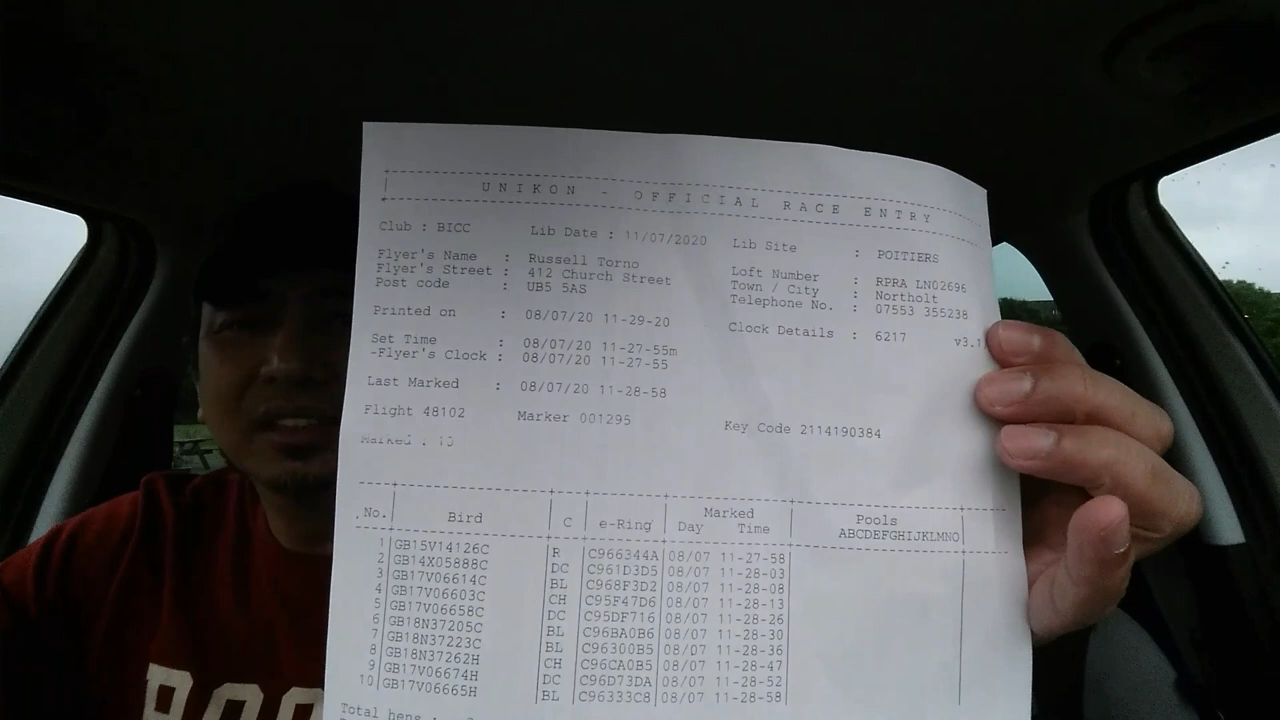 UNIKON - OFFICIAL RACE ENTRY
Club : BICC Lib Date : 11/07/2020 Lib Site : POITIERS
Flyer's Name : Russell Torno Loft Number : RPRA LN02696
Flyer's Street : 412 Church Street Town / City : Northolt
Post code : UB5 5AS Telephone No. : 07553 355238
Printed on : 08/07/20 11-29-20 Clock Details : 6217 v3.1
Set Time : 08/07/20 11-27-55m
-Flyer's Clock : 08/07/20 11-27-55
Last Marked : 08/07/20 11-28-58
Flight 48102 Marker 001295 Key Code 2114190384
Marked : 10
No. Bird C e-Ring Marked Day Time Pools ABCDEFGHIJKLMNO
1 GB15V14126C R C966344A 08/07 11-27-58
2 GB14X05888C DC C961D3D5 08/07 11-28-03
3 GB17V06614C BL C968F3D2 08/07 11-28-08
4 GB17V06603C CH C95F47D6 08/07 11-28-13
5 GB17V06658C DC C95DF716 08/07 11-28-26
6 GB18N37205C BL C96BA0B6 08/07 11-28-30
7 GB18N37223C BL C96300B5 08/07 11-28-36
8 GB18N37262H CH C96CA0B5 08/07 11-28-47
9 GB17V06674H DC C96D73DA 08/07 11-28-52
10 GB17V06665H BL C96333C8 08/07 11-28-58
Total hens :